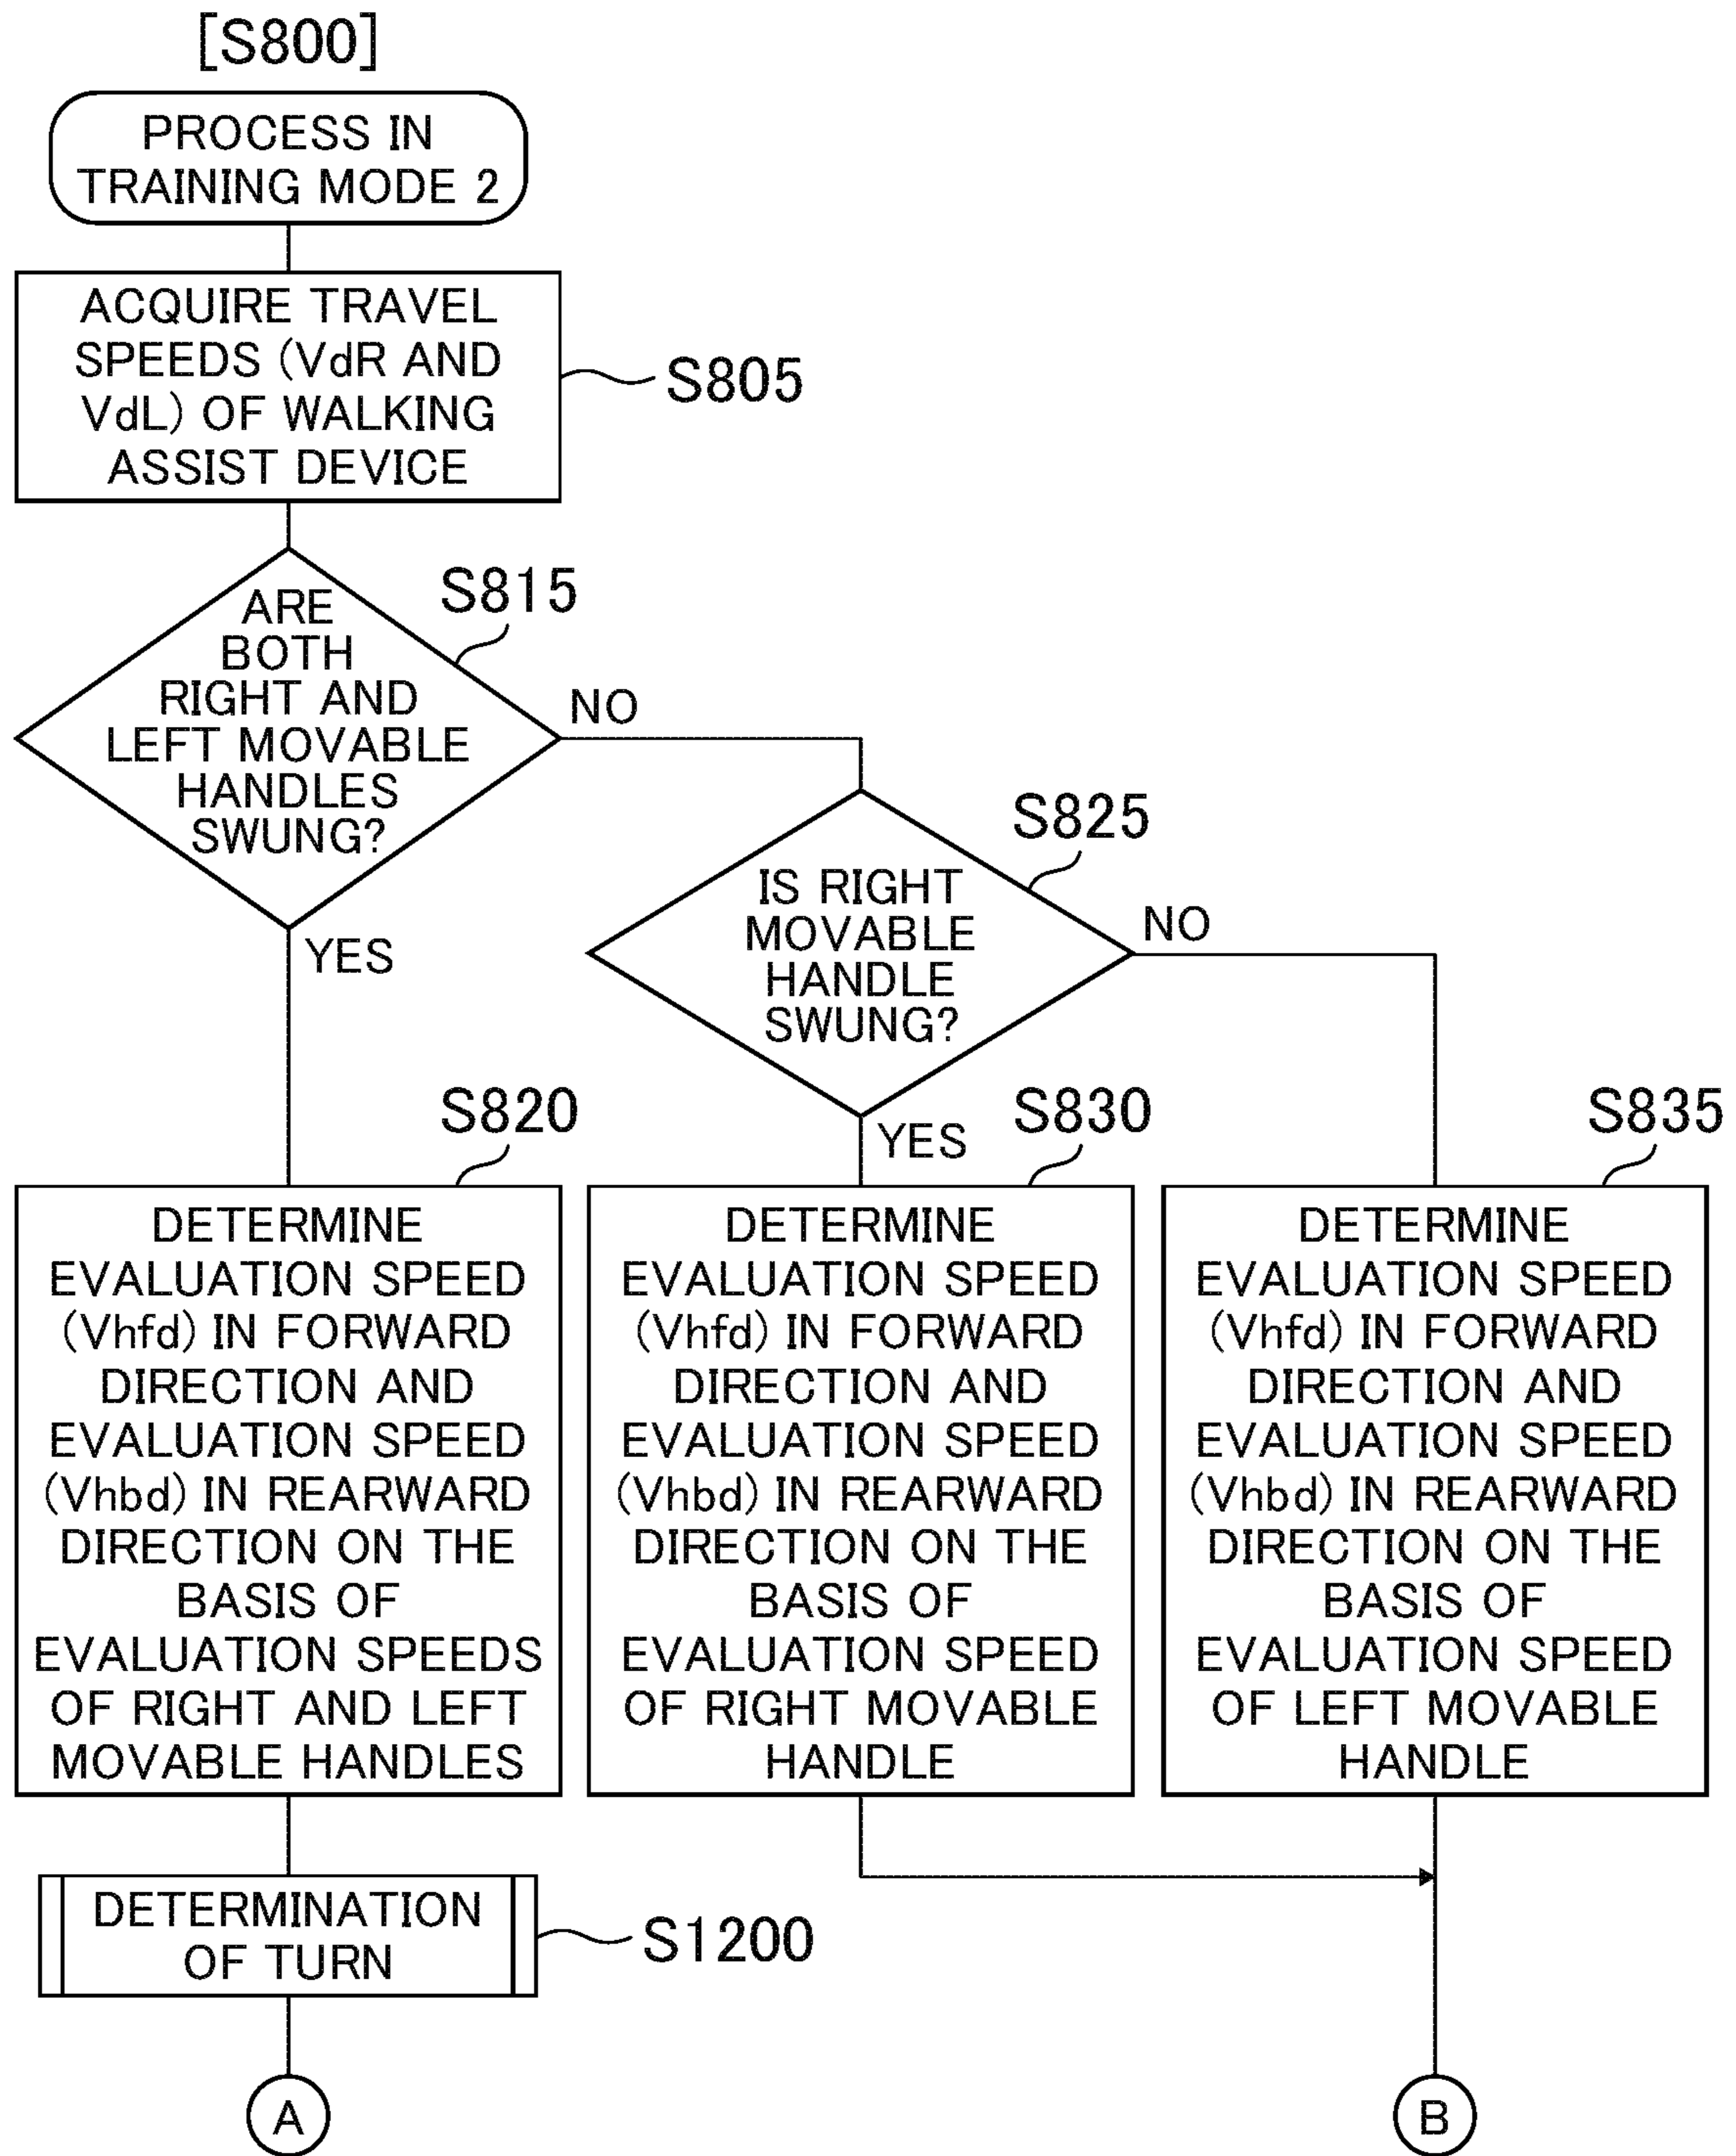 [S800]
PROCESS IN
TRAINING MODE 2
ACQUIRE TRAVEL
SPEEDS (VdR AND
VdL) OF WALKING
ASSIST DEVICE
S805
ARE
BOTH
RIGHT AND
LEFT MOVABLE
HANDLES
SWUNG?
S815
NO
YES
IS RIGHT
MOVABLE
HANDLE
SWUNG?
S825
NO
YES
S820
DETERMINE
EVALUATION SPEED
(Vhfd) IN FORWARD
DIRECTION AND
EVALUATION SPEED
(Vhbd) IN REARWARD
DIRECTION ON THE
BASIS OF
EVALUATION SPEEDS
OF RIGHT AND LEFT
MOVABLE HANDLES
S830
DETERMINE
EVALUATION SPEED
(Vhfd) IN FORWARD
DIRECTION AND
EVALUATION SPEED
(Vhbd) IN REARWARD
DIRECTION ON THE
BASIS OF
EVALUATION SPEED
OF RIGHT MOVABLE
HANDLE
S835
DETERMINE
EVALUATION SPEED
(Vhfd) IN FORWARD
DIRECTION AND
EVALUATION SPEED
(Vhbd) IN REARWARD
DIRECTION ON THE
BASIS OF
EVALUATION SPEED
OF LEFT MOVABLE
HANDLE
DETERMINATION
OF TURN
S1200
A
B